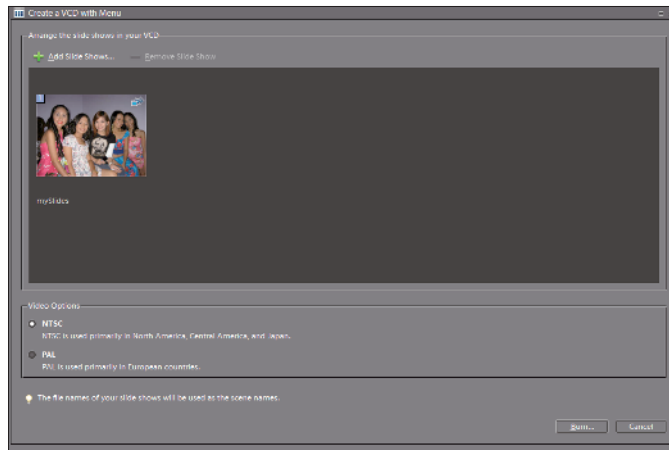 Create a VCD with Menu
Arrange the slide shows in your VCD
Add Slide Shows...
Remove Slide Show
1
mySlides
Video Options
NTSC
NTSC is used primarily in North America, Central America, and Japan.
PAL
PAL is used primarily in European countries.
The file names of your slide shows will be used as the scene names.
Burn...
Cancel